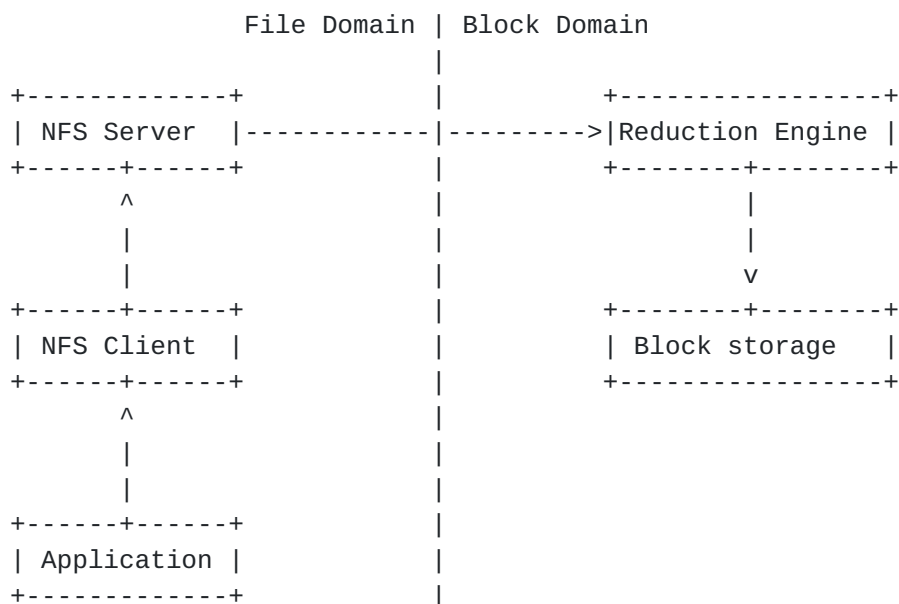 File Domain | Block Domain
NFS Server
Reduction Engine
NFS Client
Block storage
Application